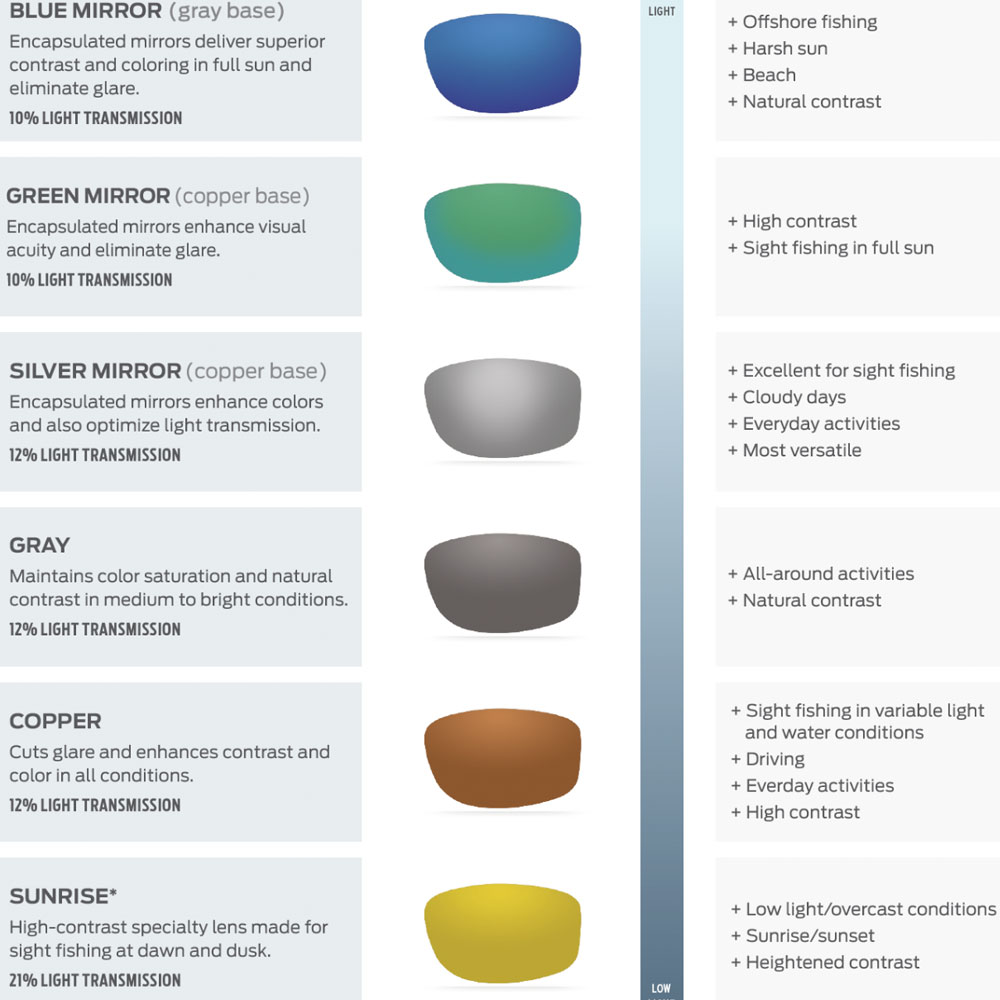 BLUE MIRROR (gray base)
Encapsulated mirrors deliver superior
contrast and coloring in full sun and
eliminate glare.
10% LIGHT TRANSMISSION
LIGHT
+ Offshore fishing
+ Harsh sun
+ Beach
+ Natural contrast
GREEN MIRROR (copper base)
Encapsulated mirrors enhance visual
acuity and eliminate glare.
10% LIGHT TRANSMISSION
+ High contrast
+ Sight fishing in full sun
SILVER MIRROR (copper base)
Encapsulated mirrors enhance colors
and also optimize light transmission.
12% LIGHT TRANSMISSION
+ Excellent for sight fishing
+ Cloudy days
+ Everyday activities
+ Most versatile
GRAY
Maintains color saturation and natural
contrast in medium to bright conditions.
12% LIGHT TRANSMISSION
+ All-around activities
+ Natural contrast
COPPER
Cuts glare and enhances contrast and
color in all conditions.
12% LIGHT TRANSMISSION
+ Sight fishing in variable light
and water conditions
+ Driving
+ Everday activities
+ High contrast
SUNRISE*
High-contrast specialty lens made for
sight fishing at dawn and dusk.
21% LIGHT TRANSMISSION
+ Low light/overcast conditions
+ Sunrise/sunset
+ Heightened contrast
LOW